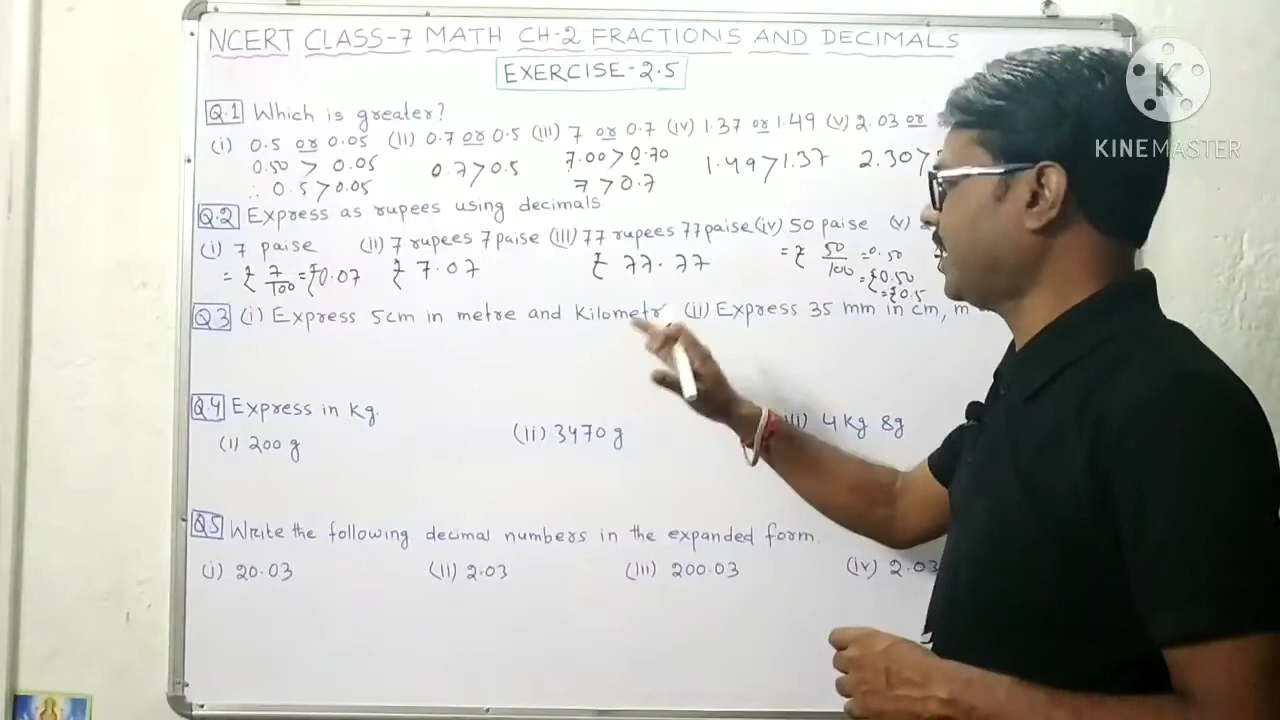 NCERT CLASS-7 MATH CH-2 FRACTIONS AND DECIMALS
EXERCISE-2.5
K
KINEMASTER
Q.1 Which is greater?
(i) 0.5 or 0.05 (II) 0.7 or 0.5 (III) 7 or 0.7 (iv) 1.37 or 1.49 (v) 2.03 or
0.50 > 0.05 0.7 > 0.5 7.00 > 0.70 1.49 > 1.37 2.30 >
∴ 0.5 > 0.05 7 > 0.7
Q.2 Express as rupees using decimals.
(i) 7 paise (II) 7 rupees 7 paise (III) 77 rupees 77 paise (iv) 50 paise (v)
= ₹ 7/100 = ₹0.07 ₹ 7.07 ₹ 77.77 = ₹ 50/100 = 0.50
= ₹0.50
= ₹0.5
Q3 (i) Express 5cm in metre and Kilometr (ii) Express 35 mm in cm, m
Q.4 Express in Kg.
(I) 200 g (ii) 3470 g (III) 4 Kg 8g
Q5 Write the following decimal numbers in the expanded form.
(i) 20.03 (II) 2.03 (III) 200.03 (iv) 2.03